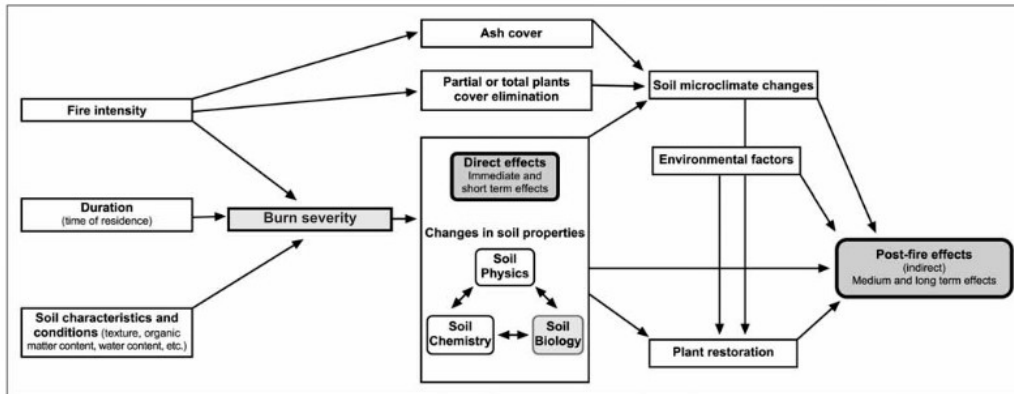 Ash cover
Partial or total plants
cover elimination
Fire intensity
Soil microclimate changes
Direct effects
Immediate and
short term effects
Environmental factors
Duration
(time of residence)
Burn severity
Changes in soil properties
Soil
Physics
Soil
Chemistry
Soil
Biology
Post-fire effects
(indirect)
Medium and long term effects
Soil characteristics and
conditions (texture, organic
matter content, water content, etc.)
Plant restoration